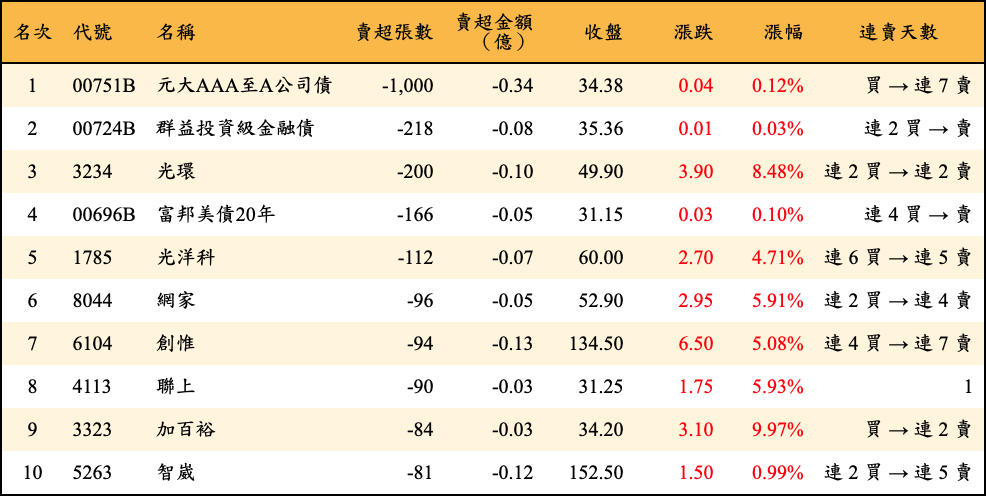 名次 代號 名稱 賣超張數 賣超金額（億） 收盤 漲跌 漲幅 連賣天數
1 00751B 元大AAA至A公司債 -1,000 -0.34 34.38 0.04 0.12% 買 → 連 7 賣
2 00724B 群益投資級金融債 -218 -0.08 35.36 0.01 0.03% 連 2 買 → 賣
3 3234 光環 -200 -0.10 49.90 3.90 8.48% 連 2 買 → 連 2 賣
4 00696B 富邦美債20年 -166 -0.05 31.15 0.03 0.10% 連 4 買 → 賣
5 1785 光洋科 -112 -0.07 60.00 2.70 4.71% 連 6 買 → 連 5 賣
6 8044 網家 -96 -0.05 52.90 2.95 5.91% 連 2 買 → 連 4 賣
7 6104 創惟 -94 -0.13 134.50 6.50 5.08% 連 4 買 → 連 7 賣
8 4113 聯上 -90 -0.03 31.25 1.75 5.93% 1
9 3323 加百裕 -84 -0.03 34.20 3.10 9.97% 買 → 連 2 賣
10 5263 智崴 -81 -0.12 152.50 1.50 0.99% 連 2 買 → 連 5 賣